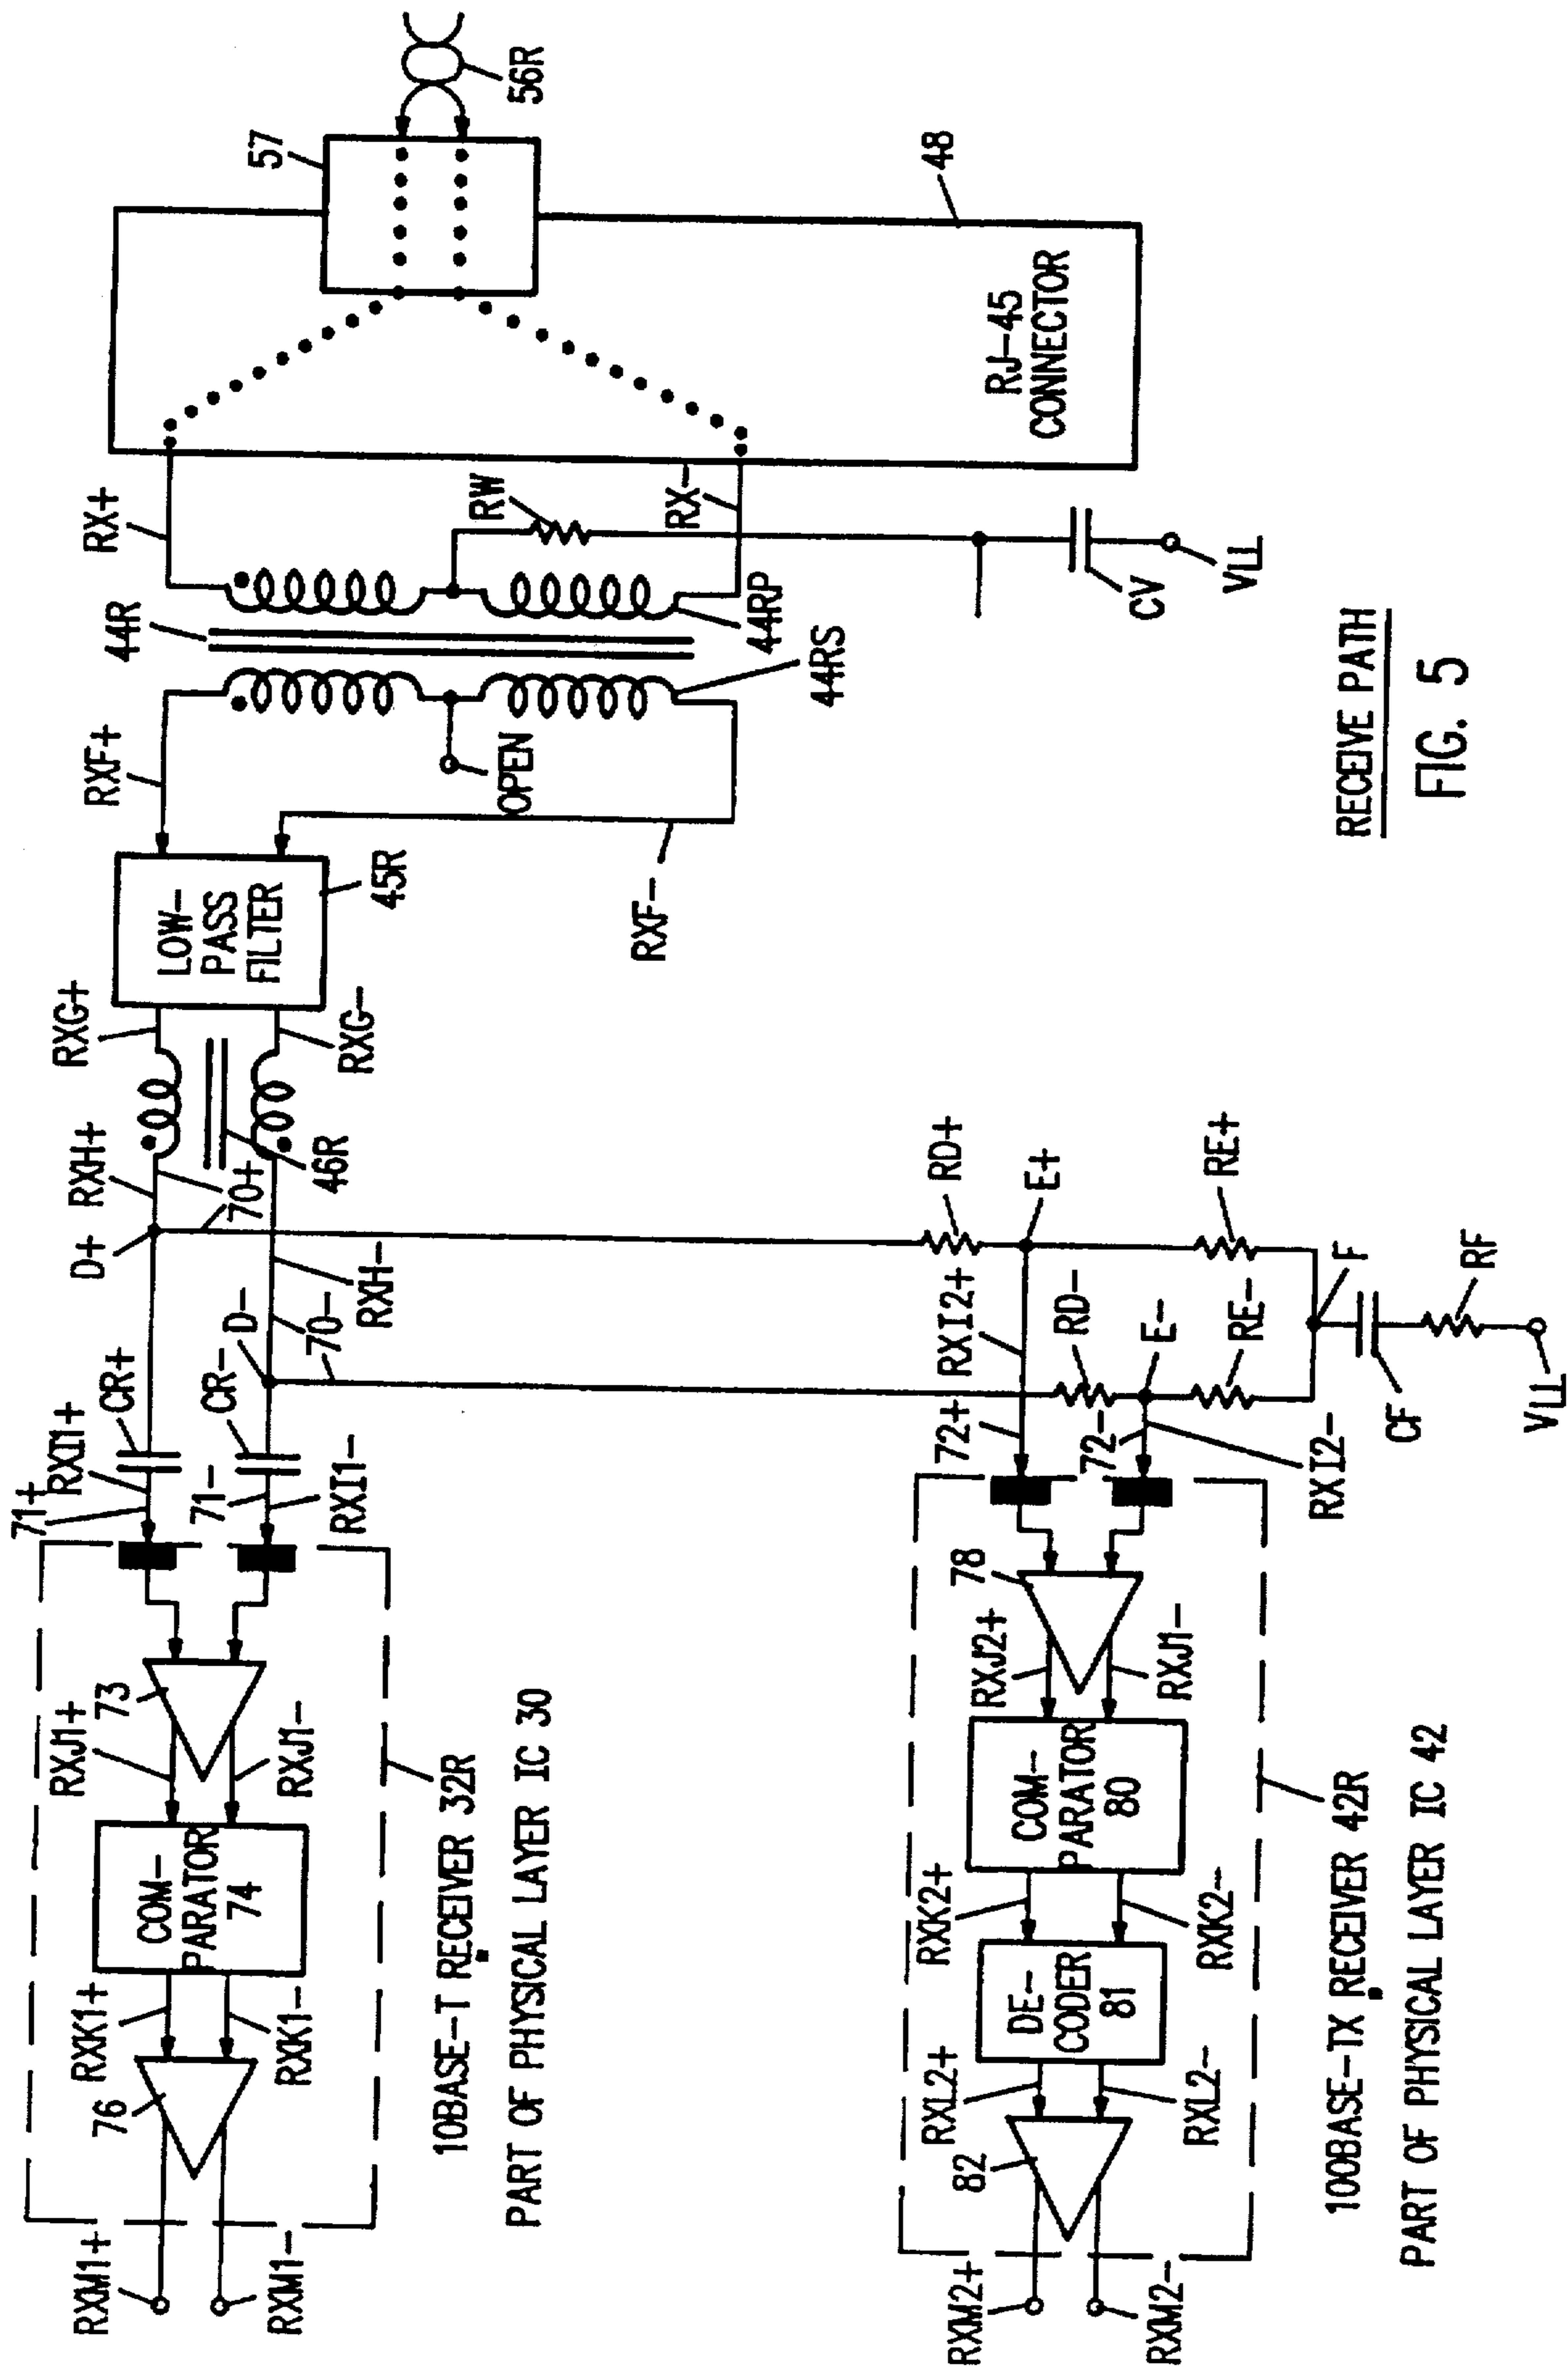 57
56R
48
RJ-45
CONNECTOR
RX+
RX-
RW
CV
VLL
44R
44RP
44RS
RXF+
OPEN
RXF-
LOW-
PASS
FILTER
45R
RXG+
RXG-
46R
RXH+
70+
D+
RXH-
70-
D-
CR+
CR-
RXI1+
71+
71-
RXI1-
RD+
E+
RE+
RXI2+
RD-
E-
RE-
F
RF
CF
VLL
72+
72-
RXI2-
73
RXJ1+
RXJ1-
COM-
PARATOR
74
RXK1+
RXK1-
76
RXM1+
RXM1-
10BASE-T RECEIVER 32R
PART OF PHYSICAL LAYER IC 30
78
RXJ2+
RXJ1-
COM-
PARATOR
80
RXK2+
RXK2-
DE-
CODER
81
RXL2+
RXL2-
82
RXM2+
RXM2-
100BASE-TX RECEIVER 42R
PART OF PHYSICAL LAYER IC 42
RECEIVE PATH
FIG. 5